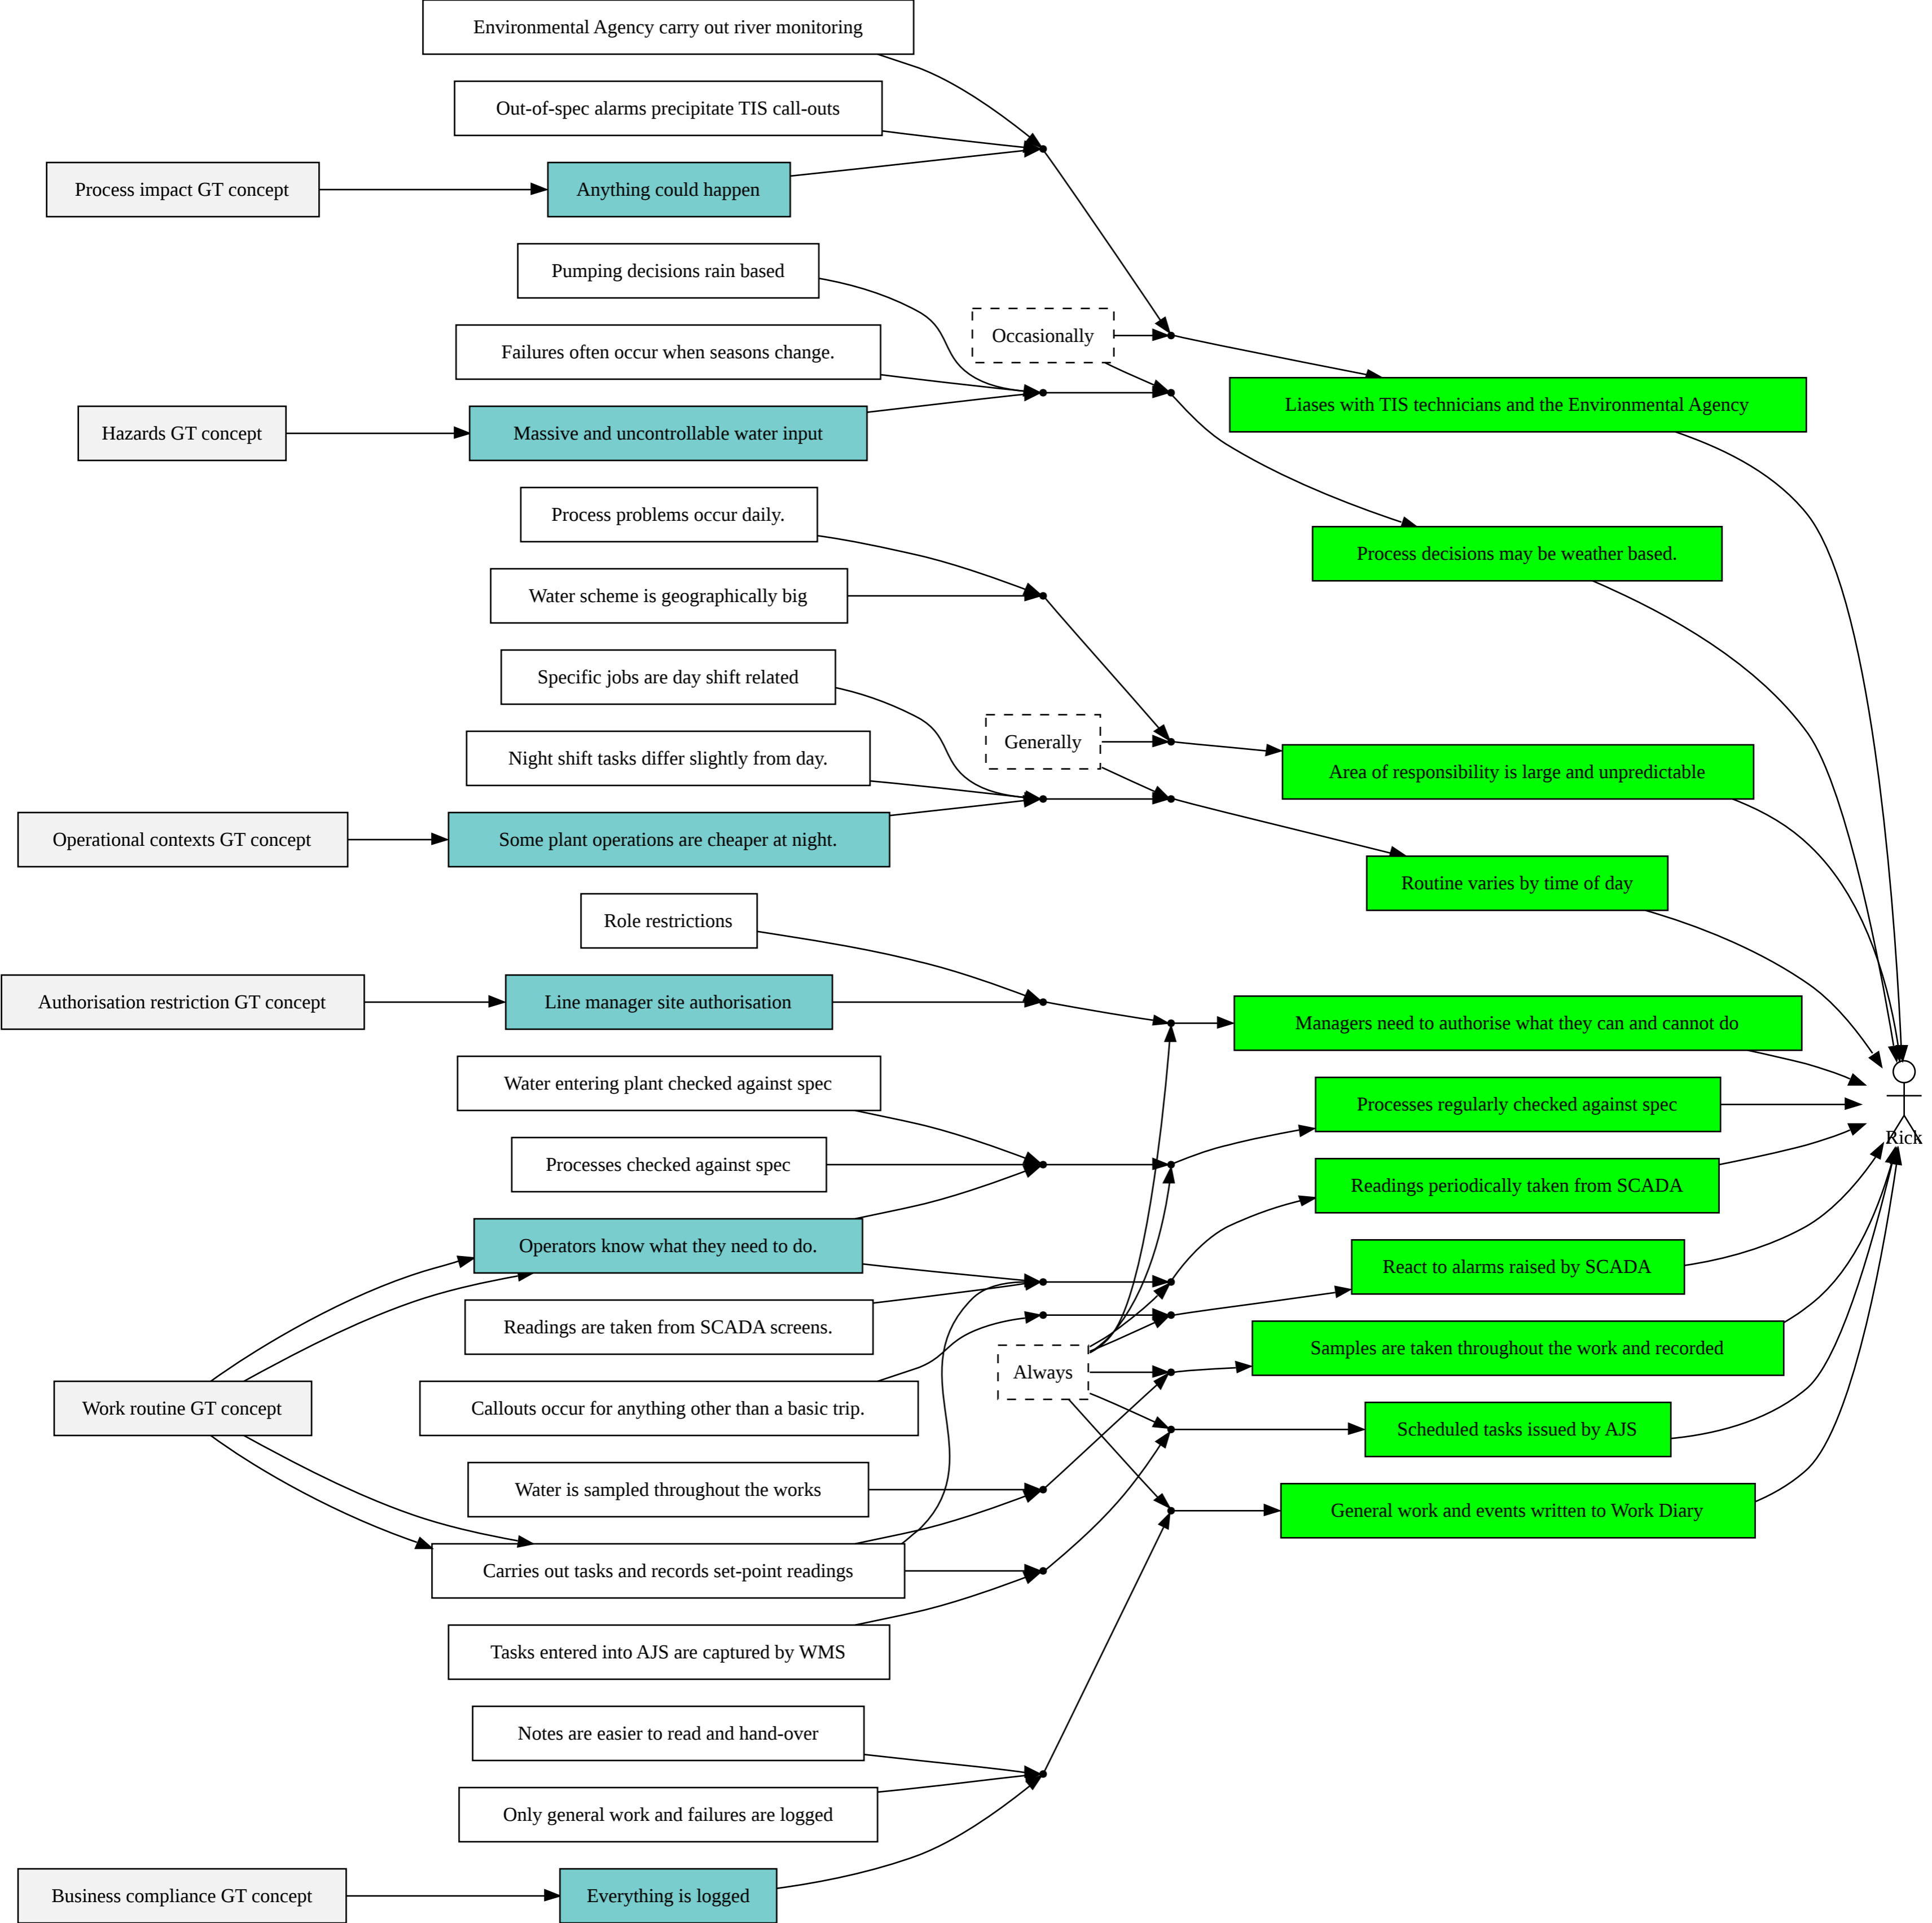 Environmental Agency carry out river monitoring
Out-of-spec alarms precipitate TIS call-outs
Process impact GT concept
Anything could happen
Pumping decisions rain based
Occasionally
Failures often occur when seasons change.
Liases with TIS technicians and the Environmental Agency
Hazards GT concept
Massive and uncontrollable water input
Process problems occur daily.
Process decisions may be weather based.
Water scheme is geographically big
Specific jobs are day shift related
Generally
Night shift tasks differ slightly from day.
Area of responsibility is large and unpredictable
Operational contexts GT concept
Some plant operations are cheaper at night.
Routine varies by time of day
Role restrictions
Authorisation restriction GT concept
Line manager site authorisation
Managers need to authorise what they can and cannot do
Water entering plant checked against spec
Processes regularly checked against spec
Rick
Processes checked against spec
Readings periodically taken from SCADA
Operators know what they need to do.
React to alarms raised by SCADA
Readings are taken from SCADA screens.
Samples are taken throughout the work and recorded
Always
Work routine GT concept
Callouts occur for anything other than a basic trip.
Scheduled tasks issued by AJS
Water is sampled throughout the works
General work and events written to Work Diary
Carries out tasks and records set-point readings
Tasks entered into AJS are captured by WMS
Notes are easier to read and hand-over
Only general work and failures are logged
Business compliance GT concept
Everything is logged